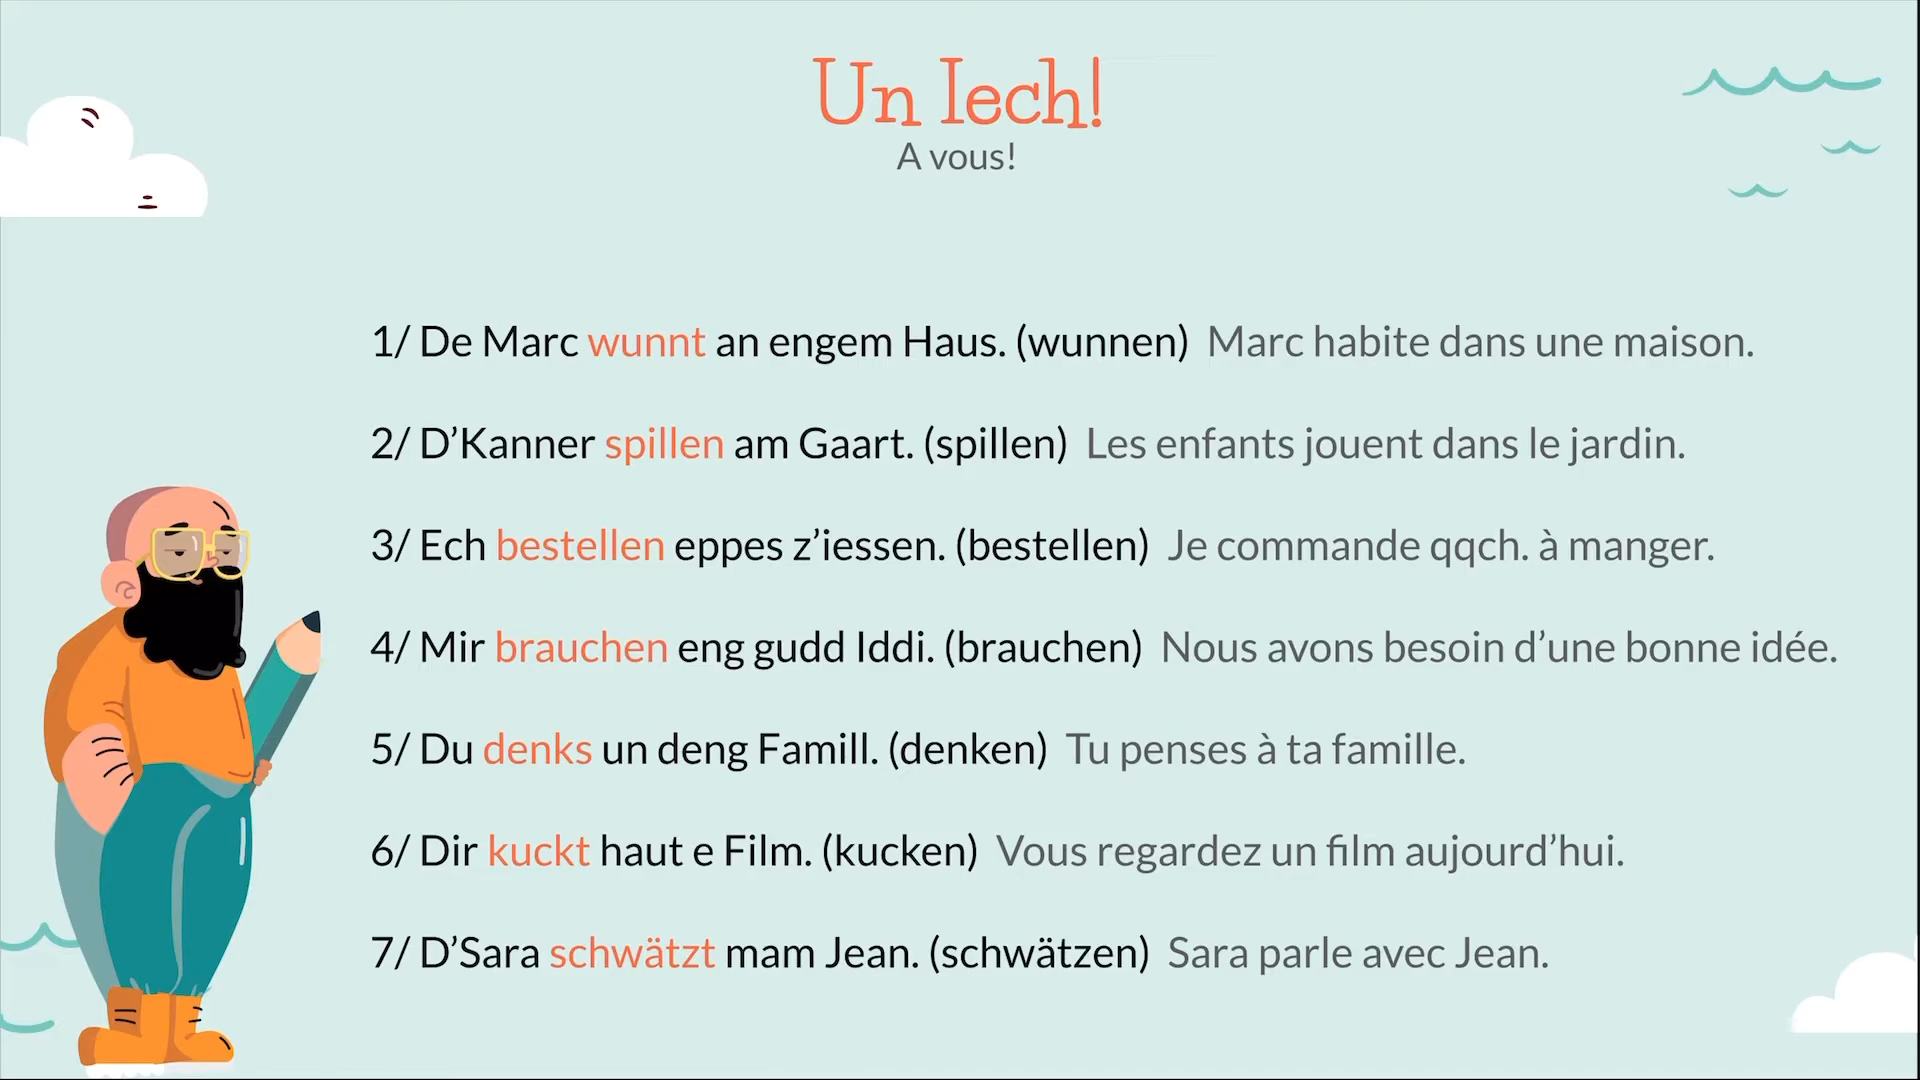 Un Iech!
A vous!
1/ De Marc wunnt an engem Haus. (wunnen) Marc habite dans une maison.
2/ D’Kanner spillen am Gaart. (spillen) Les enfants jouent dans le jardin.
3/ Ech bestellen eppes z’iessen. (bestellen) Je commande qqch. à manger.
4/ Mir brauchen eng gudd Iddi. (brauchen) Nous avons besoin d’une bonne idée.
5/ Du denks un deng Famill. (denken) Tu penses à ta famille.
6/ Dir kuckt haut e Film. (kucken) Vous regardez un film aujourd’hui.
7/ D’Sara schwätzt mam Jean. (schwätzen) Sara parle avec Jean.